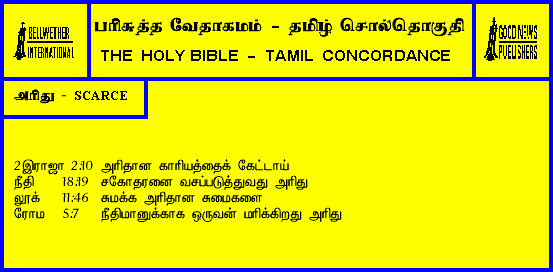 BELLWETHER
INTERNATIONAL
பரிசுத்த வேதாகமம் - தமிழ் சொல்தொகுதி
THE HOLY BIBLE - TAMIL CONCORDANCE
GOOD NEWS
PUBLISHERS
அரிது - SCARCE
2இராஜா 2:10 அரிதான காரியத்தைக் கேட்டாய்
நீதி 18:19 சகோதரனை வசப்படுத்துவது அரிது
லூக் 11:46 சுமக்க அரிதான சுமைகளை
ரோம 5:7 நீதிமானுக்காக ஒருவன் மரிக்கிறது அரிது